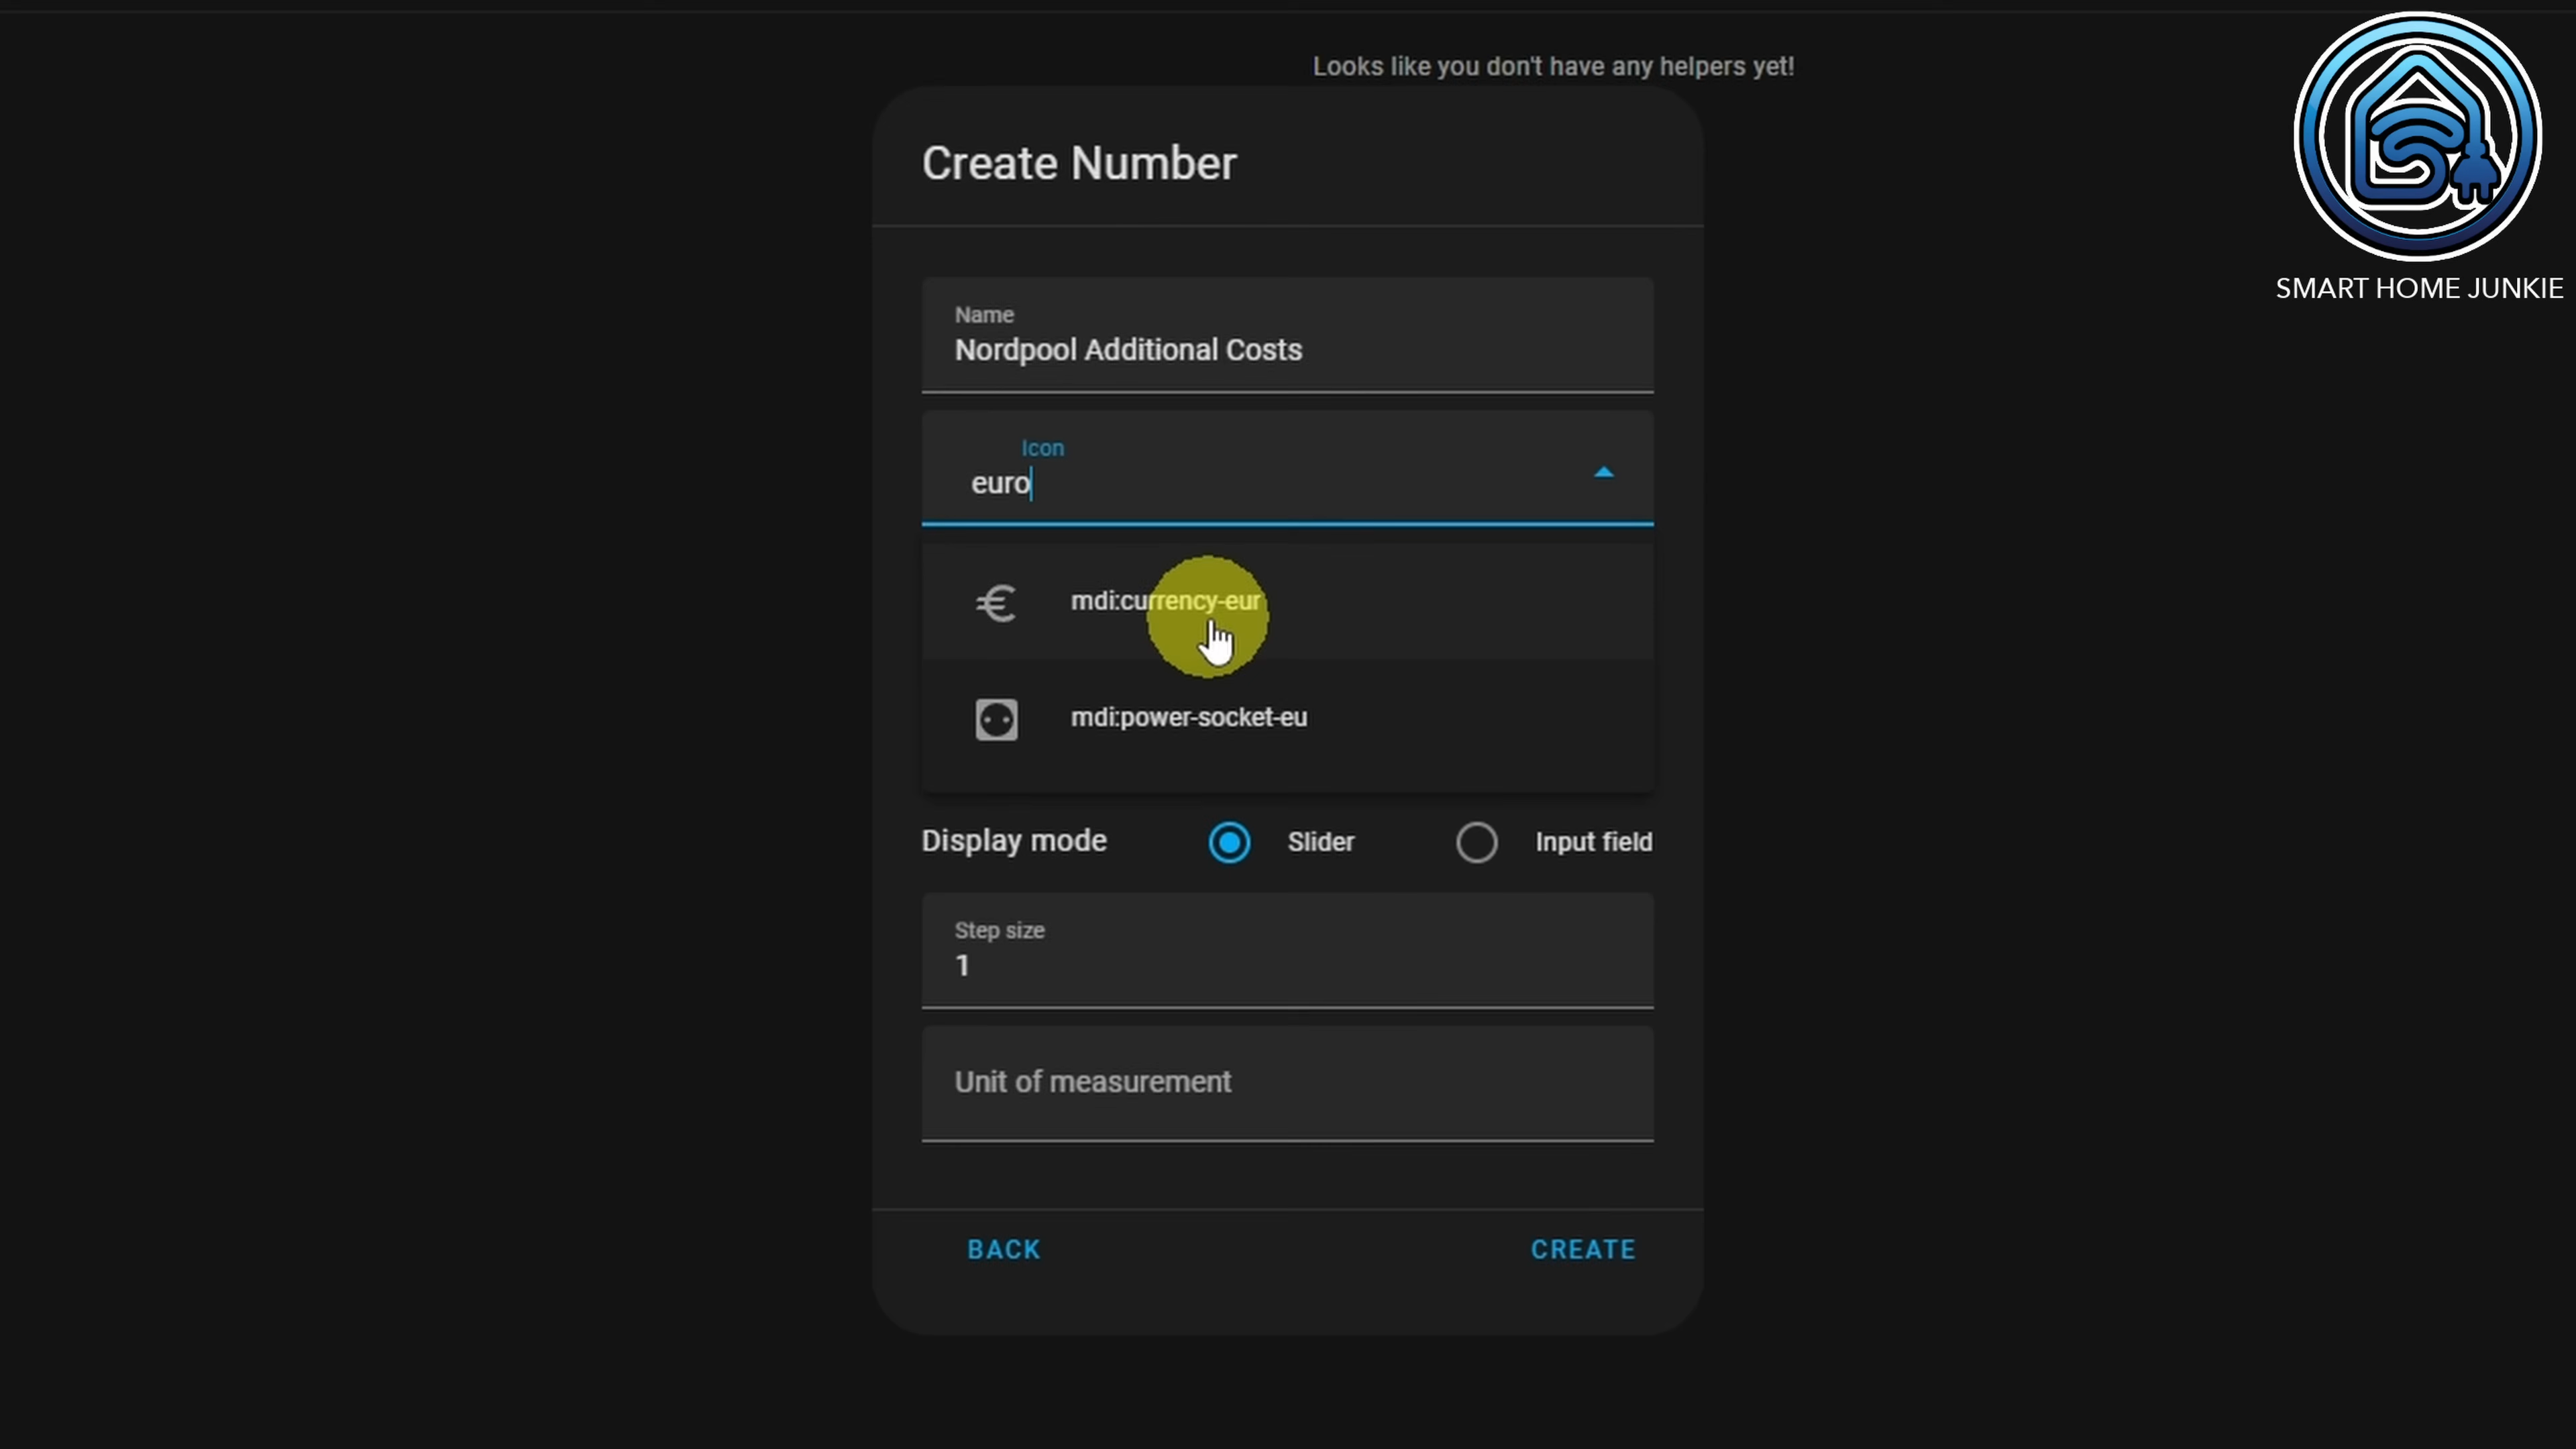 Looks like you don't have any helpers yet!
SMART HOME JUNKIE
Create Number
Name
Nordpool Additional Costs
Icon
euro
mdi:currency-eur
mdi:power-socket-eu
Display mode
Slider
Input field
Step size
1
Unit of measurement
BACK
CREATE